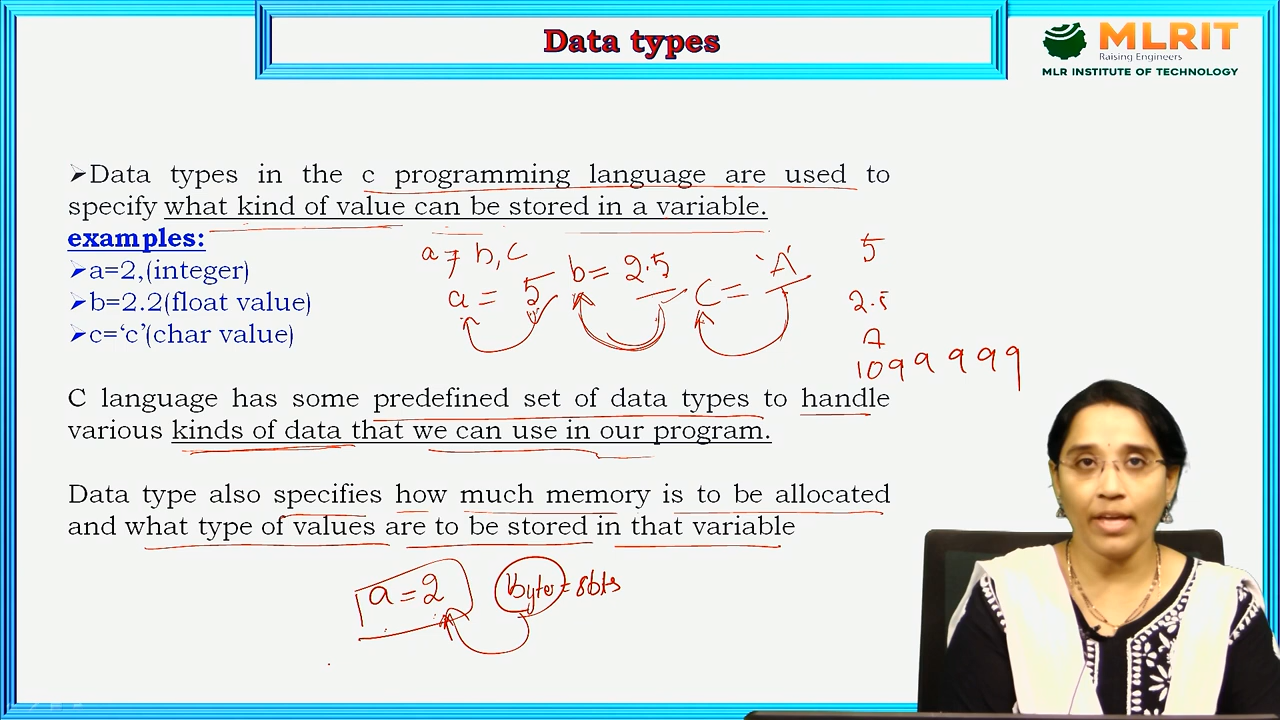 Data types
MLRIT
Raising Engineers
MLR INSTITUTE OF TECHNOLOGY
➢Data types in the c programming language are used to
specify what kind of value can be stored in a variable.
examples:
➢a=2,(integer)
➢b=2.2(float value)
➢c=‘c’(char value)
a, b, c
a = 5 b = 2.5 C = 'A'
5
2.5
A
1099999
C language has some predefined set of data types to handle
various kinds of data that we can use in our program.
Data type also specifies how much memory is to be allocated
and what type of values are to be stored in that variable
a = 2